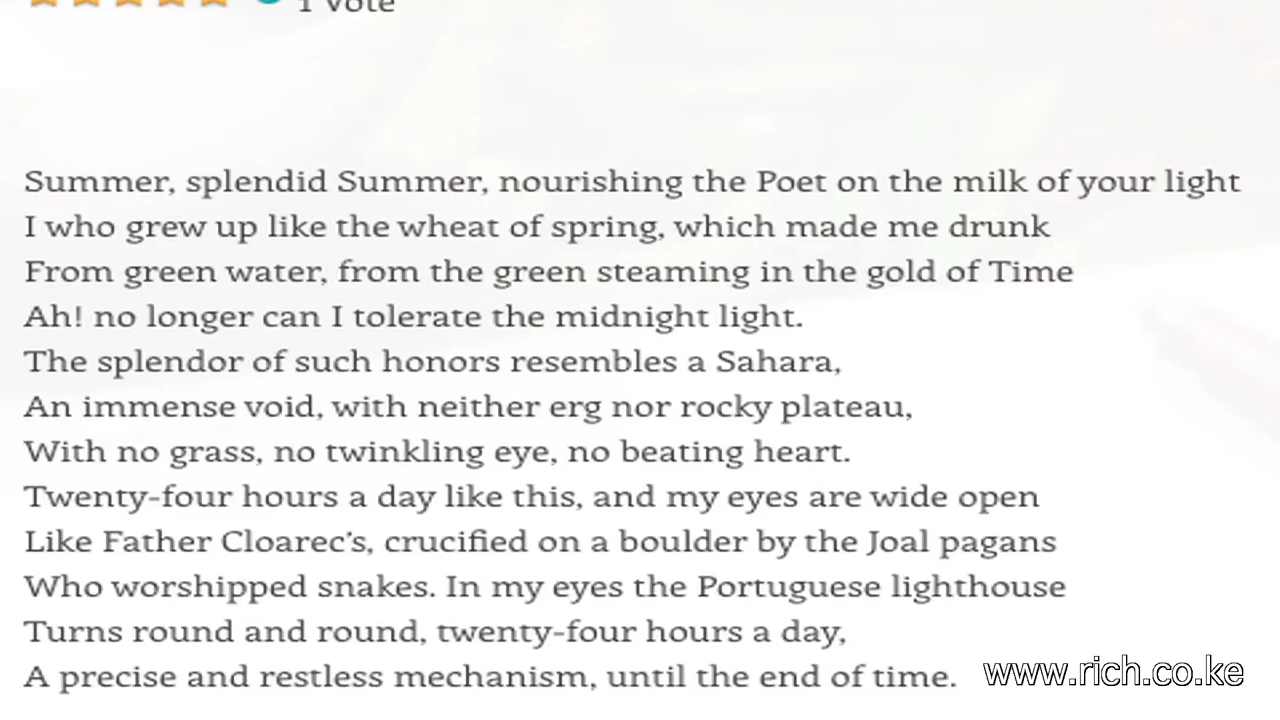 1 vote
Summer, splendid Summer, nourishing the Poet on the milk of your light
I who grew up like the wheat of spring, which made me drunk
From green water, from the green steaming in the gold of Time
Ah! no longer can I tolerate the midnight light.
The splendor of such honors resembles a Sahara,
An immense void, with neither erg nor rocky plateau,
With no grass, no twinkling eye, no beating heart.
Twenty-four hours a day like this, and my eyes are wide open
Like Father Cloarec's, crucified on a boulder by the Joal pagans
Who worshipped snakes. In my eyes the Portuguese lighthouse
Turns round and round, twenty-four hours a day,
A precise and restless mechanism, until the end of time.
www.rich.co.ke